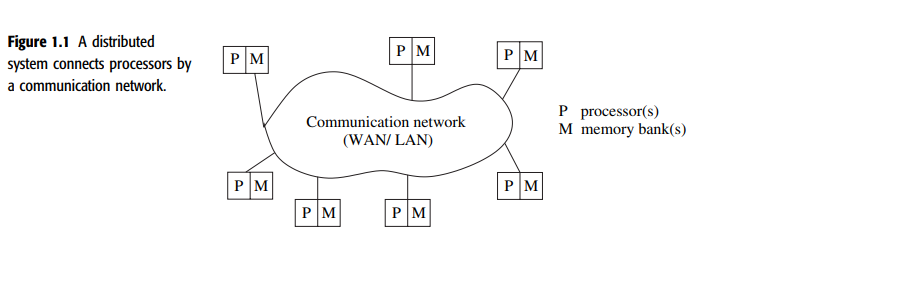 Figure 1.1 A distributed
system connects processors by
a communication network.
P M
P M
P M
Communication network
(WAN/ LAN)
P processor(s)
M memory bank(s)
P M
P M
P M
P M